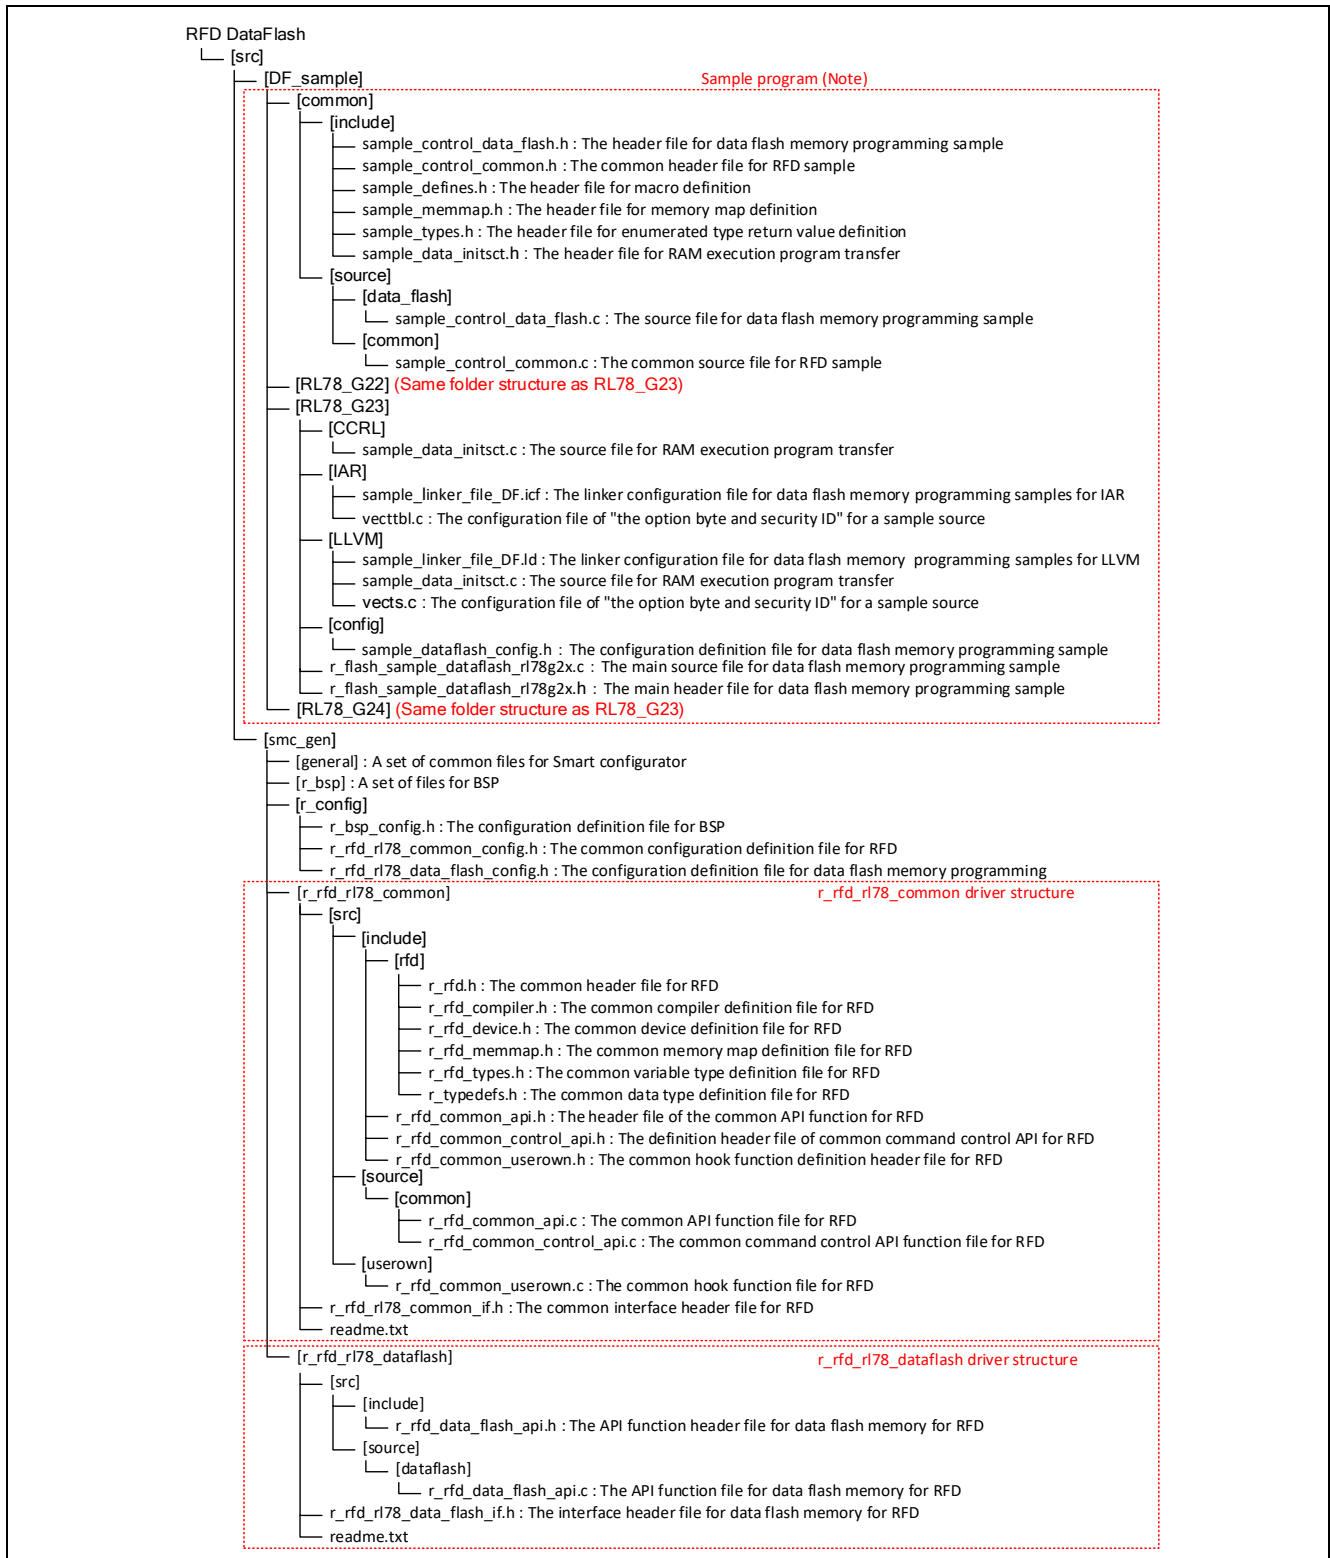 RFD DataFlash
[src]
[DF_sample] Sample program (Note)
[common]
[include]
sample_control_data_flash.h : The header file for data flash memory programming sample
sample_control_common.h : The common header file for RFD sample
sample_defines.h : The header file for macro definition
sample_memmap.h : The header file for memory map definition
sample_types.h : The header file for enumerated type return value definition
sample_data_initsct.h : The header file for RAM execution program transfer
[source]
[data_flash]
sample_control_data_flash.c : The source file for data flash memory programming sample
[common]
sample_control_common.c : The common source file for RFD sample
[RL78_G22] (Same folder structure as RL78_G23)
[RL78_G23]
[CCRL]
sample_data_initsct.c : The source file for RAM execution program transfer
[IAR]
sample_linker_file_DF.icf : The linker configuration file for data flash memory programming samples for IAR
vecttbl.c : The configuration file of "the option byte and security ID" for a sample source
[LLVM]
sample_linker_file_DF.ld : The linker configuration file for data flash memory programming samples for LLVM
sample_data_initsct.c : The source file for RAM execution program transfer
vects.c : The configuration file of "the option byte and security ID" for a sample source
[config]
sample_dataflash_config.h : The configuration definition file for data flash memory programming sample
r_flash_sample_dataflash_rl78g2x.c : The main source file for data flash memory programming sample
r_flash_sample_dataflash_rl78g2x.h : The main header file for data flash memory programming sample
[RL78_G24] (Same folder structure as RL78_G23)
[smc_gen]
[general] : A set of common files for Smart configurator
[r_bsp] : A set of files for BSP
[r_config]
r_bsp_config.h : The configuration definition file for BSP
r_rfd_rl78_common_config.h : The common configuration definition file for RFD
r_rfd_rl78_data_flash_config.h : The configuration definition file for data flash memory programming
[r_rfd_rl78_common] r_rfd_rl78_common driver structure
[src]
[include]
[rfd]
r_rfd.h : The common header file for RFD
r_rfd_compiler.h : The common compiler definition file for RFD
r_rfd_device.h : The common device definition file for RFD
r_rfd_memmap.h : The common memory map definition file for RFD
r_rfd_types.h : The common variable type definition file for RFD
r_typedefs.h : The common data type definition file for RFD
r_rfd_common_api.h : The header file of the common API function for RFD
r_rfd_common_control_api.h : The definition header file of common command control API for RFD
r_rfd_common_userown.h : The common hook function definition header file for RFD
[source]
[common]
r_rfd_common_api.c : The common API function file for RFD
r_rfd_common_control_api.c : The common command control API function file for RFD
[userown]
r_rfd_common_userown.c : The common hook function file for RFD
r_rfd_rl78_common_if.h : The common interface header file for RFD
readme.txt
[r_rfd_rl78_dataflash] r_rfd_rl78_dataflash driver structure
[src]
[include]
r_rfd_data_flash_api.h : The API function header file for data flash memory for RFD
[source]
[dataflash]
r_rfd_data_flash_api.c : The API function file for data flash memory for RFD
r_rfd_rl78_data_flash_if.h : The interface header file for data flash memory for RFD
readme.txt